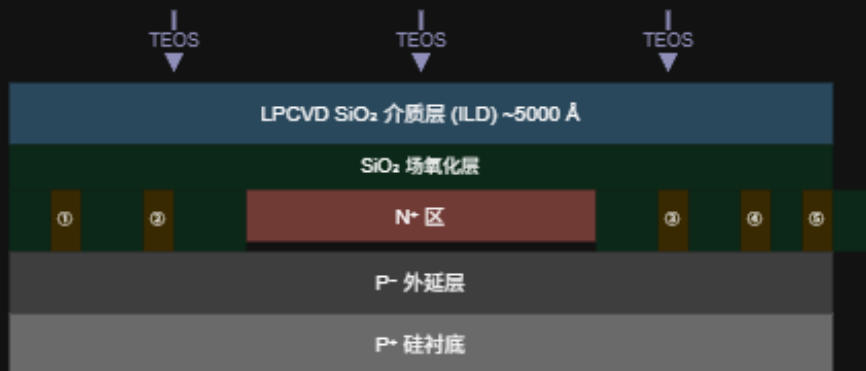 TEOS TEOS TEOS
LPCVD SiO₂ 介质层 (ILD) ~5000 Å
SiO₂ 场氧化层
① ② N⁺ 区 ③ ④ ⑤
P⁻ 外延层
P⁺ 硅衬底